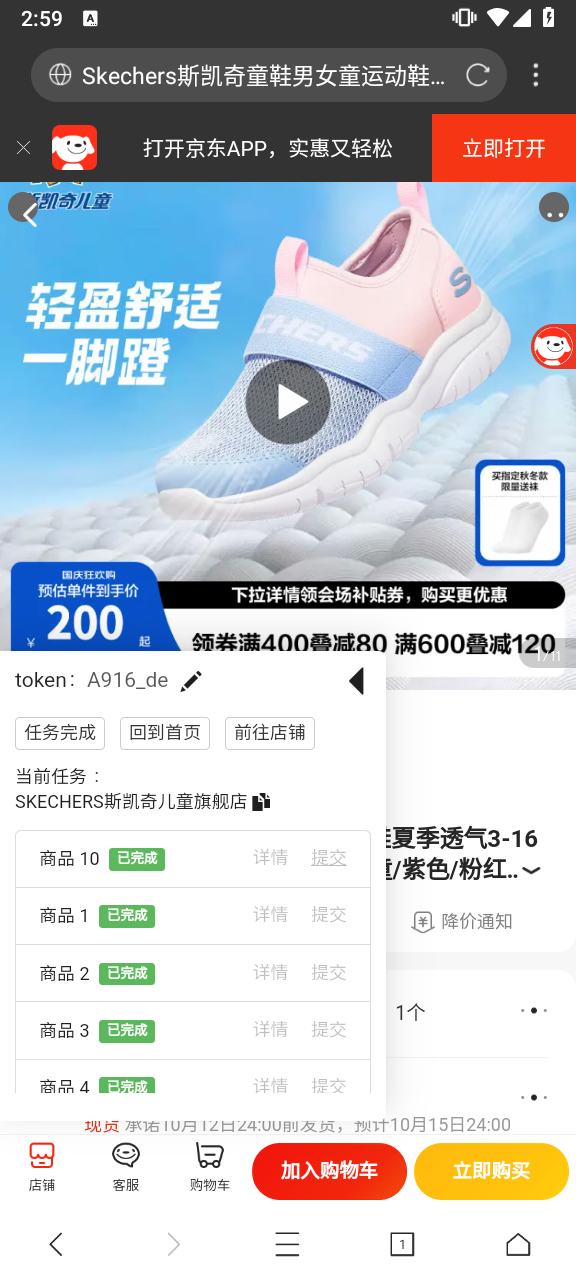 2:59
A
Skechers斯凯奇童鞋男女童运动鞋…
打开京东APP，实惠又轻松
立即打开
斯凯奇儿童
轻盈舒适
一脚蹬
SKECHERS
S
买指定秋冬款
限量送袜
国庆狂欢购
预估单件到手价
¥ 200 起
下拉详情领会场补贴券，购买更优惠
领券满400叠减80 满600叠减120
1/11
token： A916_de
任务完成
回到首页
前往店铺
当前任务：
SKECHERS斯凯奇儿童旗舰店
商品 10 已完成 详情 提交
商品 1 已完成 详情 提交
商品 2 已完成 详情 提交
商品 3 已完成 详情 提交
商品 4 已完成 详情 提交
夏季透气3-16
童/紫色/粉红..
降价通知
1个
现货 承诺10月12日24:00前发货，预计10月15日24:00
店铺
客服
购物车
加入购物车
立即购买
1